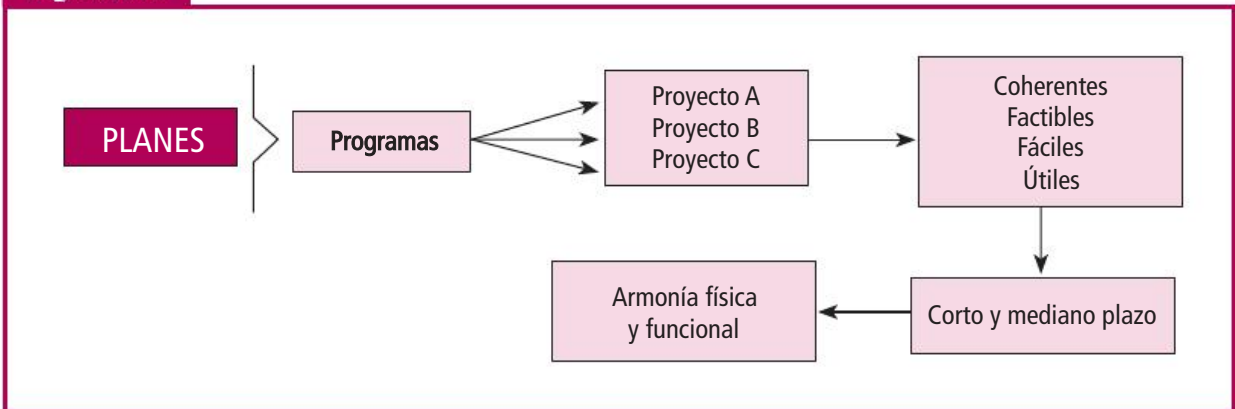 PLANES
Programas
Proyecto A
Proyecto B
Proyecto C
Coherentes
Factibles
Fáciles
Útiles
Corto y mediano plazo
Armonía física
y funcional